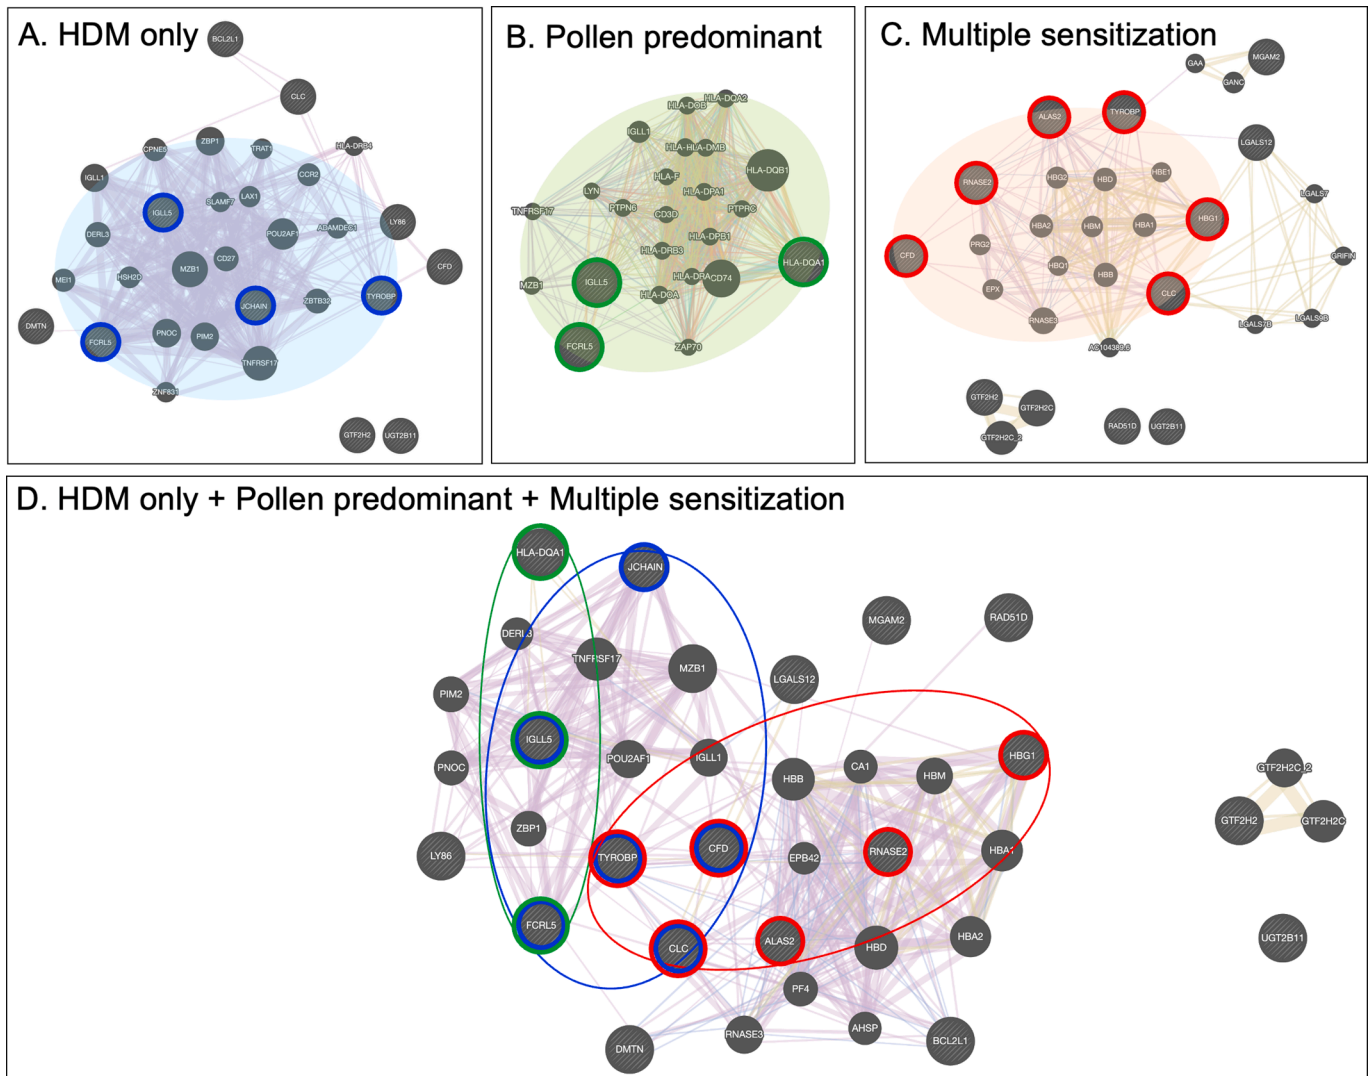 A. HDM only
BCL2L1
CLC
ZBP1
CPNE5
TRAT1
HLA-DRB4
IGLL1
CCR2
LAX1
SLAMF7
IGLL5
LY86
ABAMDEC1
DERL3
POU2AF1
CD27
MZB1
CFD
HSH2D
MEI1
TYROBP
ZBTB32
JCHAIN
DMTN
PNOC
PIM2
FCRL5
TNFRSF17
ZNF831
GTF2H2
UGT2B11
B. Pollen predominant
HLA-DQA2
HLA-DOB
IGLL1
HLA-DMB
HLA-F
HLA-DQB1
LYN
HLA-DPA1
PTPN6
PTPRC
TNFRSF17
CD3D
HLA-DPB1
HLA-DRB3
HLA-DQA1
HLA-DRA
CD74
IGLL5
MZB1
HLA-DOA
FCRL5
ZAP70
C. Multiple sensitization
GAA
MGAM2
GANC
TYROBP
ALAS2
LGALS12
HBE1
HBG2
HBD
RNASE2
LGALS7
HBG1
HBA2
HBM
HBA1
PRG2
CFD
GRIFIN
HBQ1
HBB
EPX
CLC
RNASE3
LGALS9B
LGALS7B
AC104389.6
GTF2H2
GTF2H2C
GTF2H2C_2
RAD51D
UGT2B11
D. HDM only + Pollen predominant + Multiple sensitization
HLA-DQA1
JCHAIN
MGAM2
RAD51D
DERL3
TNFRSF17
MZB1
LGALS12
PIM2
IGLL5
POU2AF1
IGLL1
HBG1
PNOC
HBB
CA1
HBM
GTF2H2C_2
GTF2H2
GTF2H2C
ZBP1
CFD
LY86
TYROBP
EPB42
RNASE2
HBA1
FCRL5
CLC
ALAS2
HBD
HBA2
UGT2B11
PF4
RNASE3
AHSP
DMTN
BCL2L1